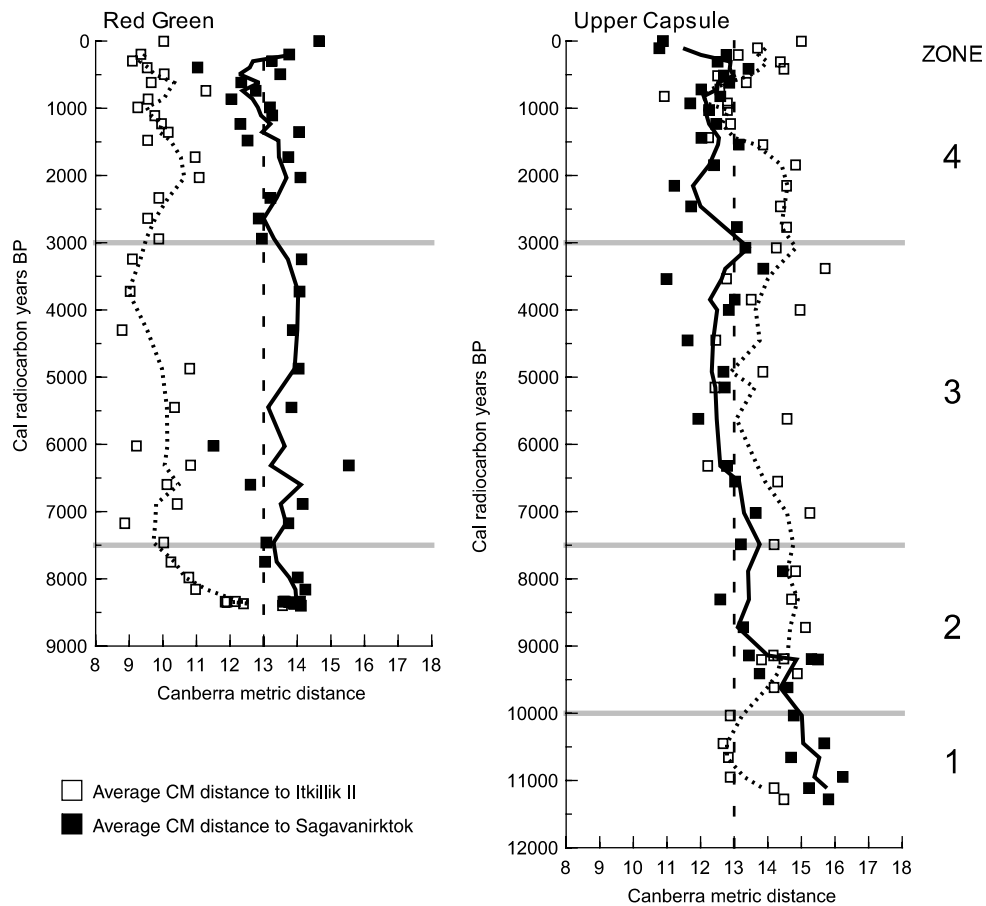 Red Green
Upper Capsule
ZONE
0
1000
2000
3000
4000
5000
6000
7000
8000
9000
Cal radiocarbon years BP
8 9 10 11 12 13 14 15 16 17 18
Canberra metric distance
0
1000
2000
3000
4000
5000
6000
7000
8000
9000
10000
11000
12000
Cal radiocarbon years BP
8 9 10 11 12 13 14 15 16 17 18
Canberra metric distance
4
3
2
1
Average CM distance to Itkillik II
Average CM distance to Sagavanirktok